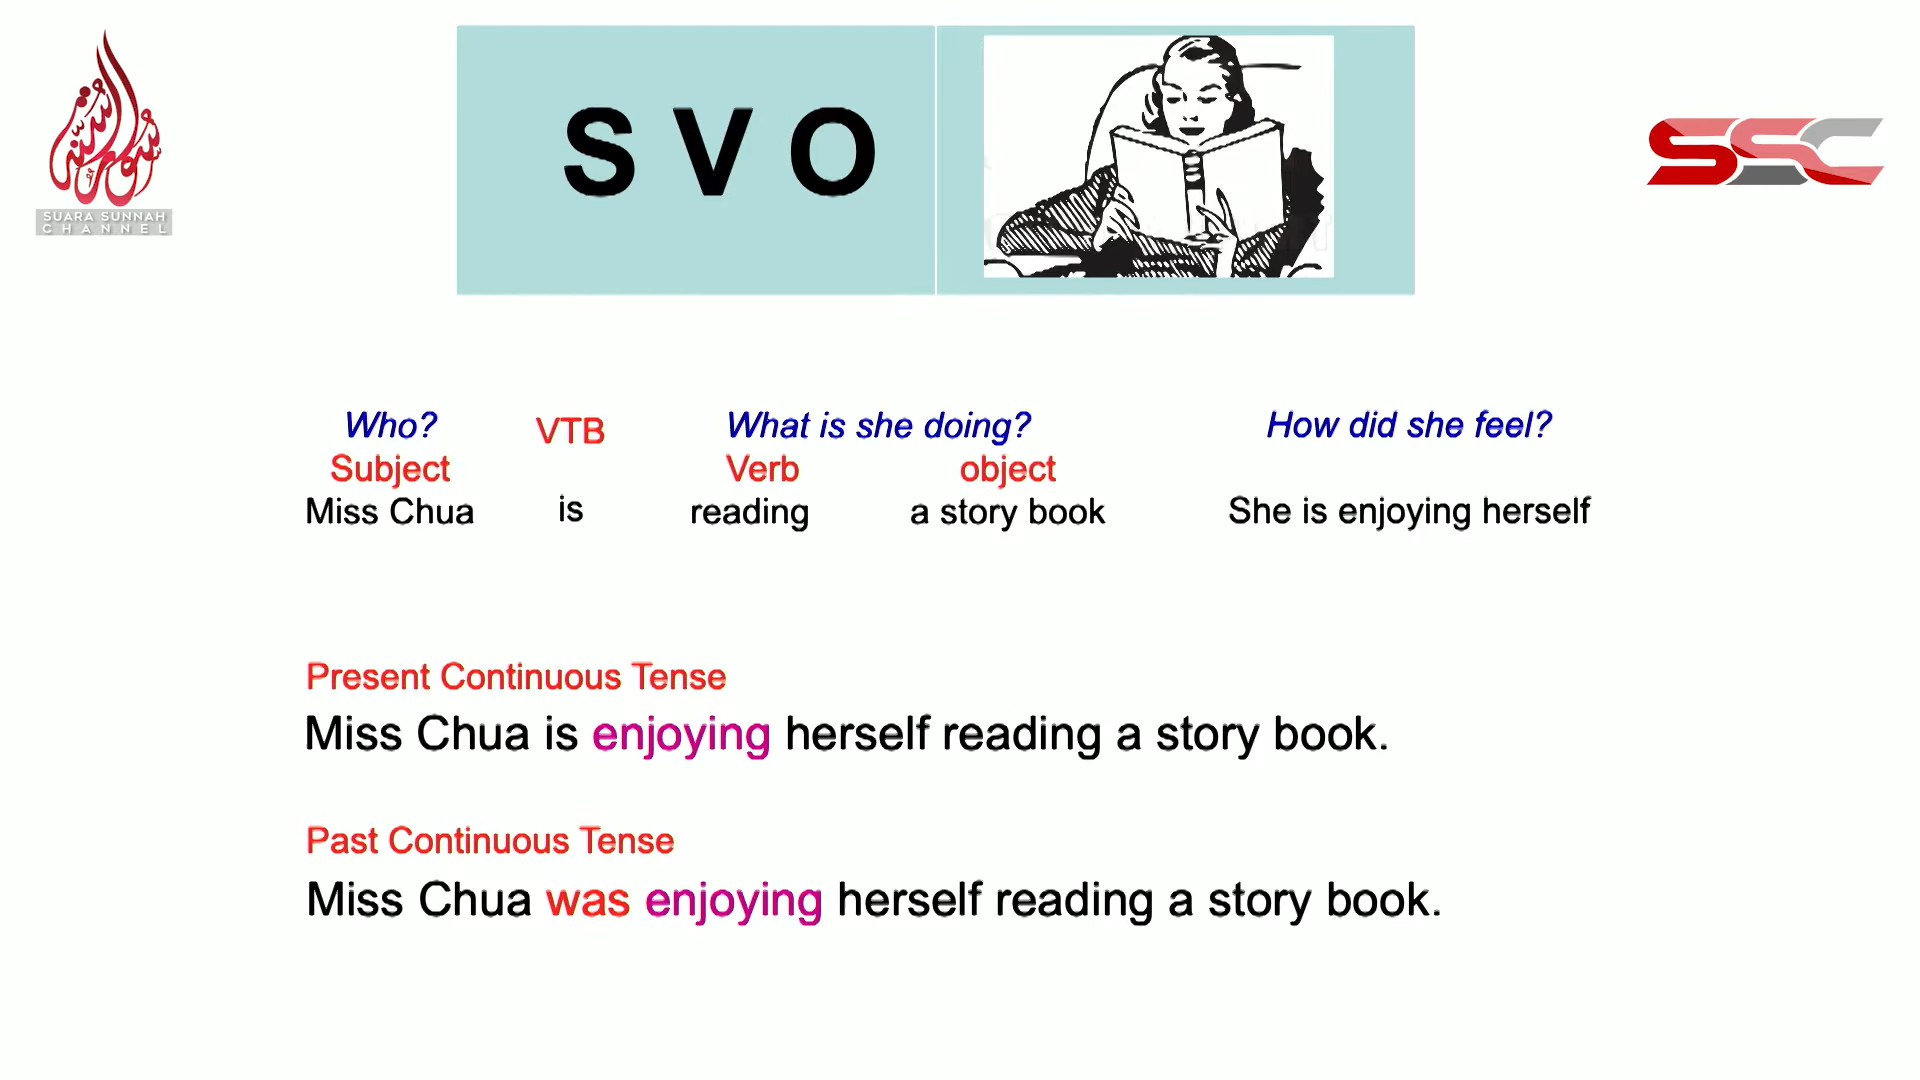 SUARA SUNNAH
CHANNEL
S V O
SSC
Who? VTB What is she doing? How did she feel?
Subject Verb object
Miss Chua is reading a story book She is enjoying herself
Present Continuous Tense
Miss Chua is enjoying herself reading a story book.
Past Continuous Tense
Miss Chua was enjoying herself reading a story book.